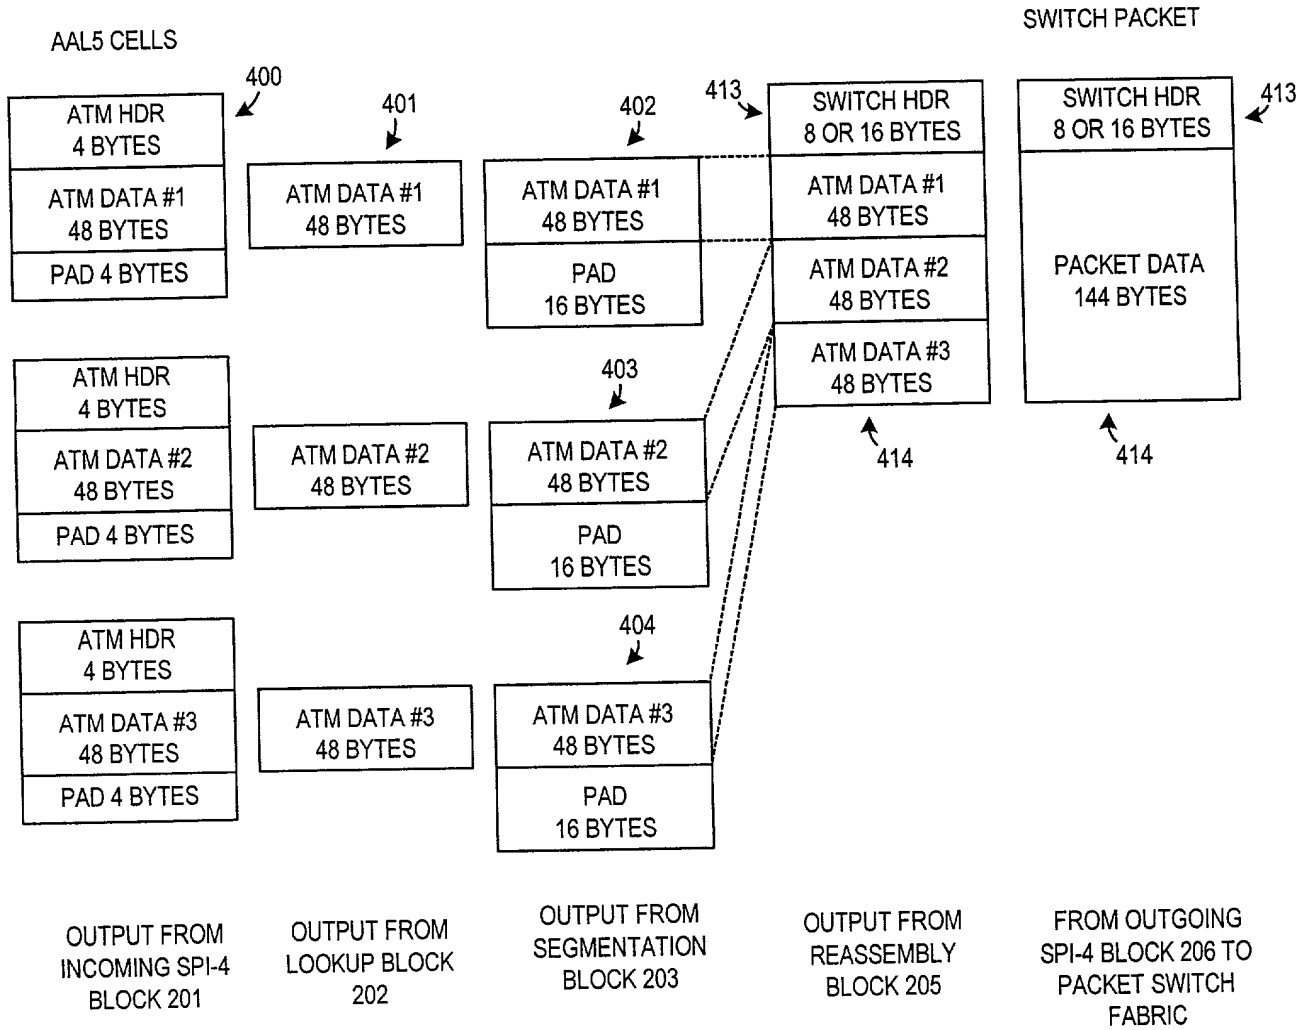 AAL5 CELLS
SWITCH PACKET
400
ATM HDR
4 BYTES
ATM DATA #1
48 BYTES
PAD 4 BYTES
401
ATM DATA #1
48 BYTES
402
ATM DATA #1
48 BYTES
PAD
16 BYTES
413
SWITCH HDR
8 OR 16 BYTES
ATM DATA #1
48 BYTES
ATM DATA #2
48 BYTES
ATM DATA #3
48 BYTES
414
413
SWITCH HDR
8 OR 16 BYTES
PACKET DATA
144 BYTES
414
ATM HDR
4 BYTES
ATM DATA #2
48 BYTES
PAD 4 BYTES
ATM DATA #2
48 BYTES
403
ATM DATA #2
48 BYTES
PAD
16 BYTES
ATM HDR
4 BYTES
ATM DATA #3
48 BYTES
PAD 4 BYTES
ATM DATA #3
48 BYTES
404
ATM DATA #3
48 BYTES
PAD
16 BYTES
OUTPUT FROM
INCOMING SPI-4
BLOCK 201
OUTPUT FROM
LOOKUP BLOCK
202
OUTPUT FROM
SEGMENTATION
BLOCK 203
OUTPUT FROM
REASSEMBLY
BLOCK 205
FROM OUTGOING
SPI-4 BLOCK 206 TO
PACKET SWITCH
FABRIC